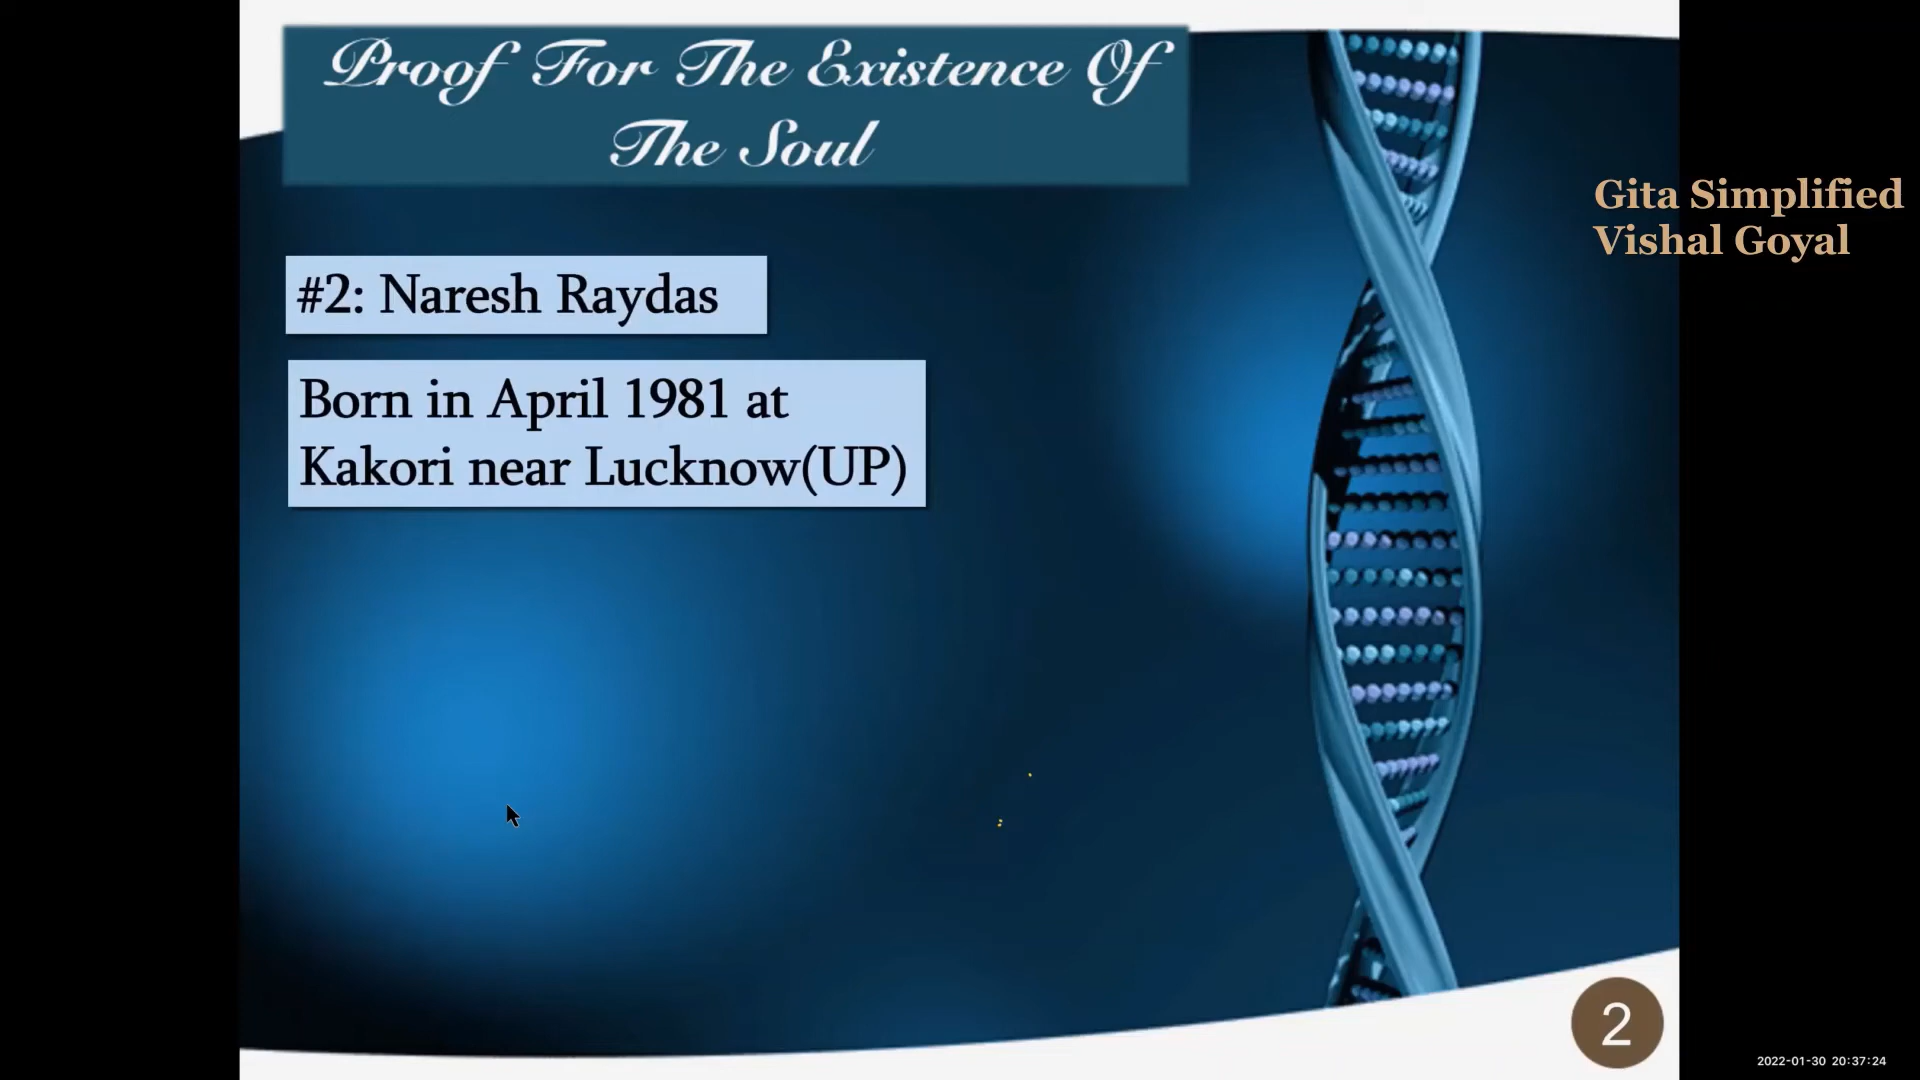 Proof For The Existence Of
The Soul
Gita Simplified
Vishal Goyal
#2: Naresh Raydas
Born in April 1981 at
Kakori near Lucknow(UP)
2
2022-01-30 20:37:24